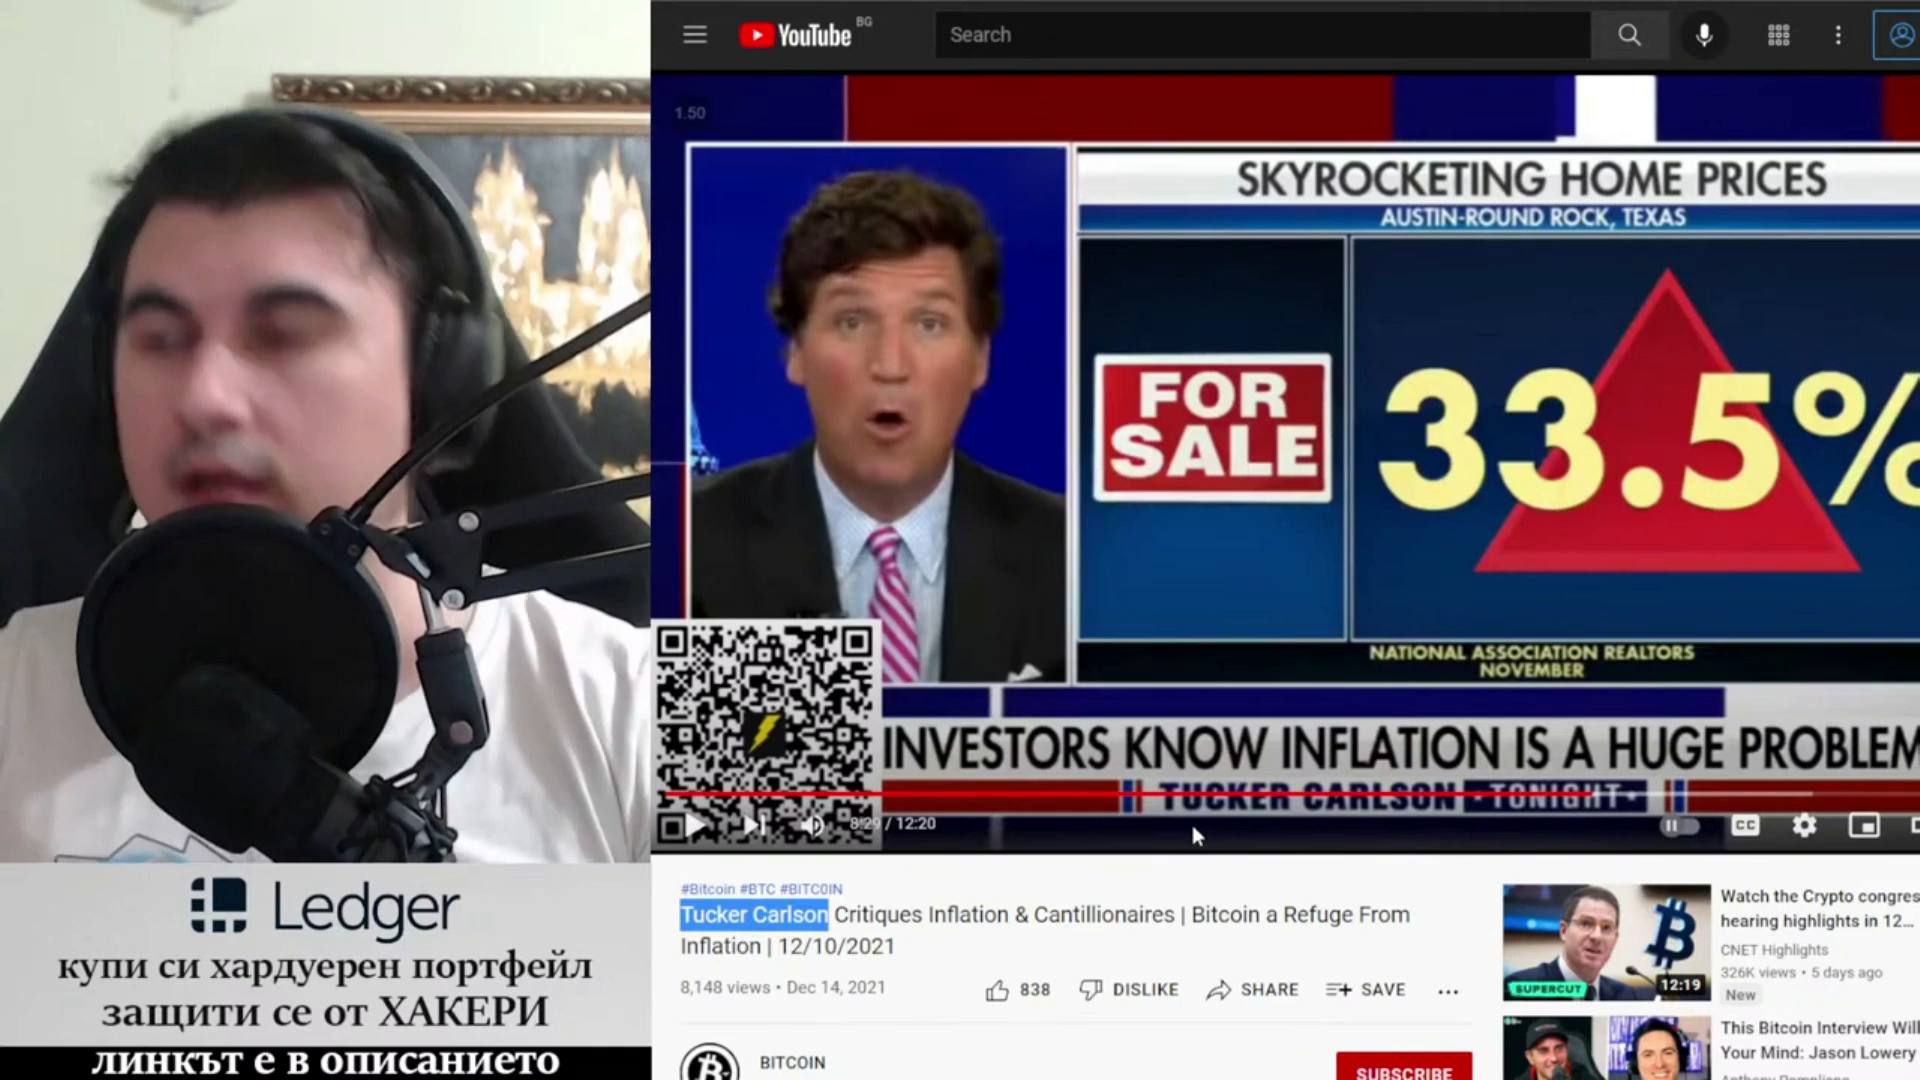 YouTube
BG
Search
1.50
SKYROCKETING HOME PRICES
AUSTIN-ROUND ROCK, TEXAS
FOR
SALE
33.5%
NATIONAL ASSOCIATION REALTORS
NOVEMBER
INVESTORS KNOW INFLATION IS A HUGE PROBLEM
TUCKER CARLSON TONIGHT
8:29 / 12:20
CC
#Bitcoin #BTC #BITCOIN
Tucker Carlson Critiques Inflation & Cantillionaires | Bitcoin a Refuge From
Inflation | 12/10/2021
8,148 views • Dec 14, 2021
838
DISLIKE
SHARE
SAVE
BITCOIN
SUBSCRIBE
Watch the Crypto congres
hearing highlights in 12...
CNET Highlights
326K views • 5 days ago
New
SUPERCUT
12:19
This Bitcoin Interview Will
Your Mind: Jason Lowery
Ledger
купи си хардуерен портфейл
защити се от ХАКЕРИ
линкът е в описанието